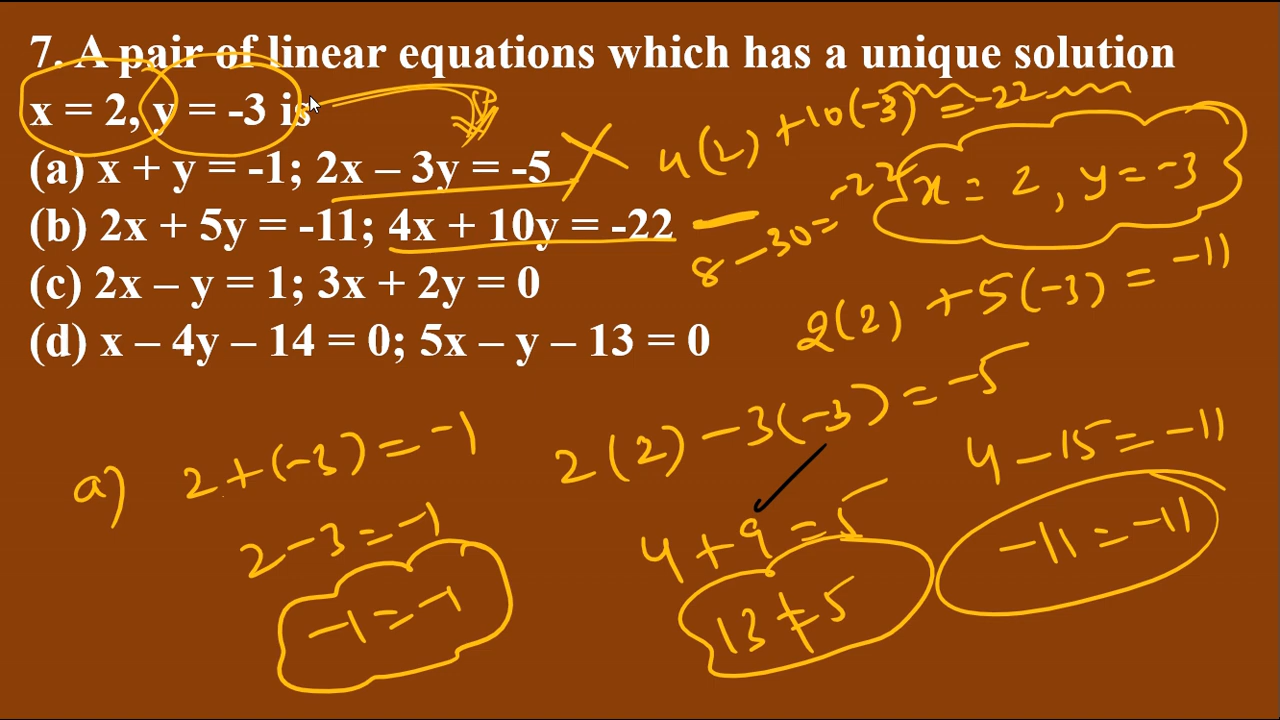 7. A pair of linear equations which has a unique solution
x = 2, y = -3 is
(a) x + y = -1; 2x – 3y = -5
(b) 2x + 5y = -11; 4x + 10y = -22
(c) 2x – y = 1; 3x + 2y = 0
(d) x – 4y – 14 = 0; 5x – y – 13 = 0
4(2) + 10(-3) = -22
8 - 30 = -22
x = 2, y = -3
2(2) + 5(-3) = -11
4 - 15 = -11
-11 = -11
a) 2 + (-3) = -1
2 - 3 = -1
-1 = -1
2(2) - 3(-3) = -5
4 + 9 = 5
13 ≠ 5